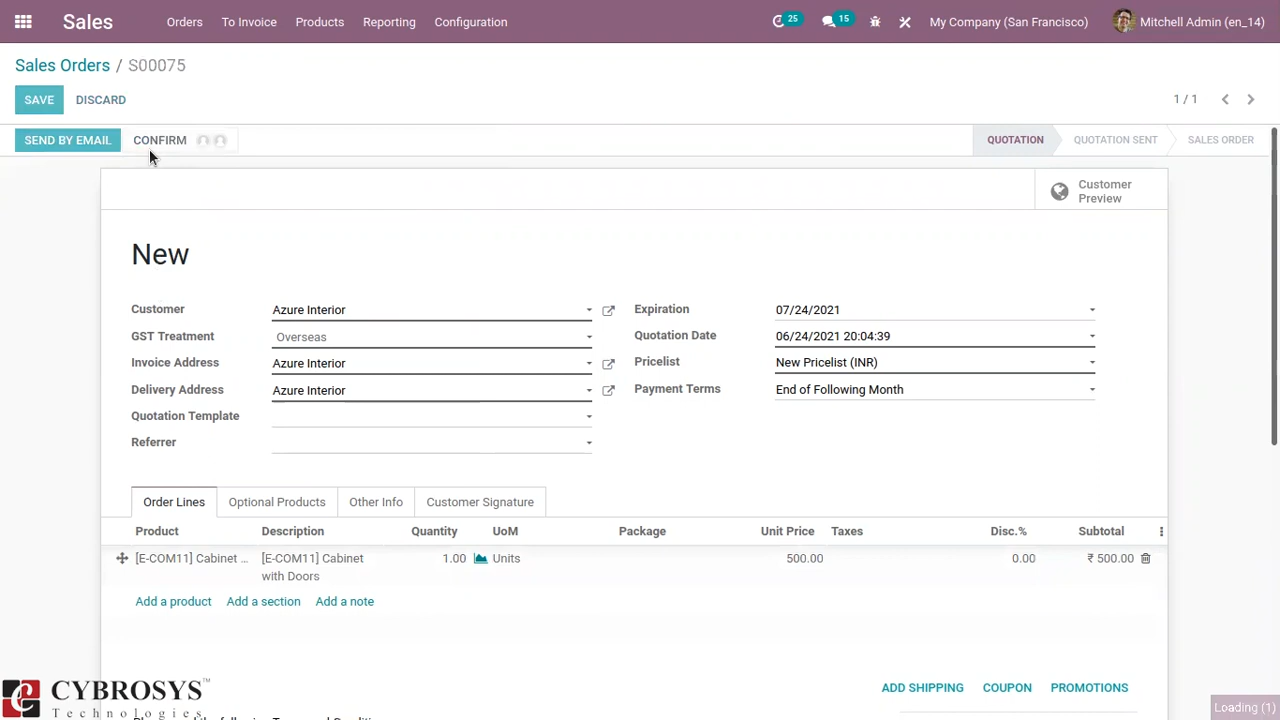 Sales Orders To Invoice Products Reporting Configuration 25 15 My Company (San Francisco) Mitchell Admin (en_14)
Sales Orders / S00075
SAVE DISCARD 1 / 1
SEND BY EMAIL CONFIRM QUOTATION QUOTATION SENT SALES ORDER
Customer
Preview
New
Customer Azure Interior Expiration 07/24/2021
GST Treatment Overseas Quotation Date 06/24/2021 20:04:39
Invoice Address Azure Interior Pricelist New Pricelist (INR)
Delivery Address Azure Interior Payment Terms End of Following Month
Quotation Template
Referrer
Order Lines Optional Products Other Info Customer Signature
Product Description Quantity UoM Package Unit Price Taxes Disc.% Subtotal
[E-COM11] Cabinet ... [E-COM11] Cabinet 1.00 Units 500.00 0.00 ₹ 500.00
with Doors
Add a product Add a section Add a note
CYBROSYS™
Technologies
ADD SHIPPING COUPON PROMOTIONS
Loading (1)